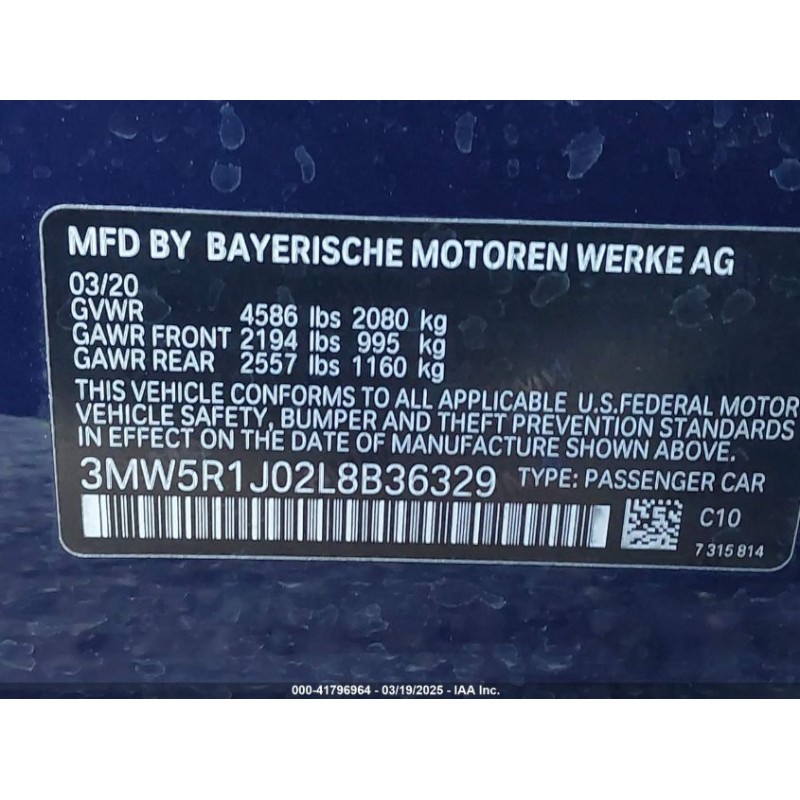 MFD BY BAYERISCHE MOTOREN WERKE AG
03/20
GVWR 4586 lbs 2080 kg
GAWR FRONT 2194 lbs 995 kg
GAWR REAR 2557 lbs 1160 kg
THIS VEHICLE CONFORMS TO ALL APPLICABLE U.S.FEDERAL MOTOR
VEHICLE SAFETY, BUMPER AND THEFT PREVENTION STANDARDS
IN EFFECT ON THE DATE OF MANUFACTURE SHOWN ABOVE.
3MW5R1J02L8B36329 TYPE: PASSENGER CAR
C10
7 315 814
000-41796964 - 03/19/2025 - IAA Inc.